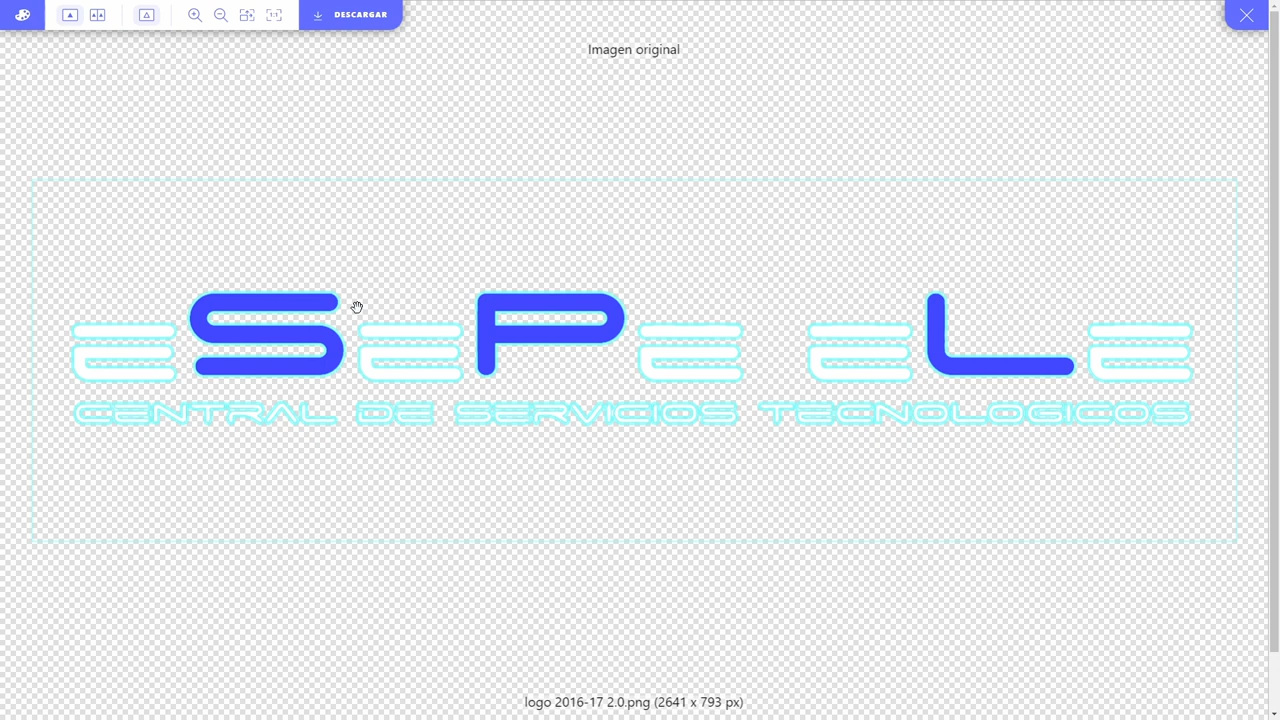 DESCARGAR
Imagen original
ESEPE ELE
CENTRAL DE SERVICIOS TECNOLOGICOS
logo 2016-17 2.0.png (2641 x 793 px)